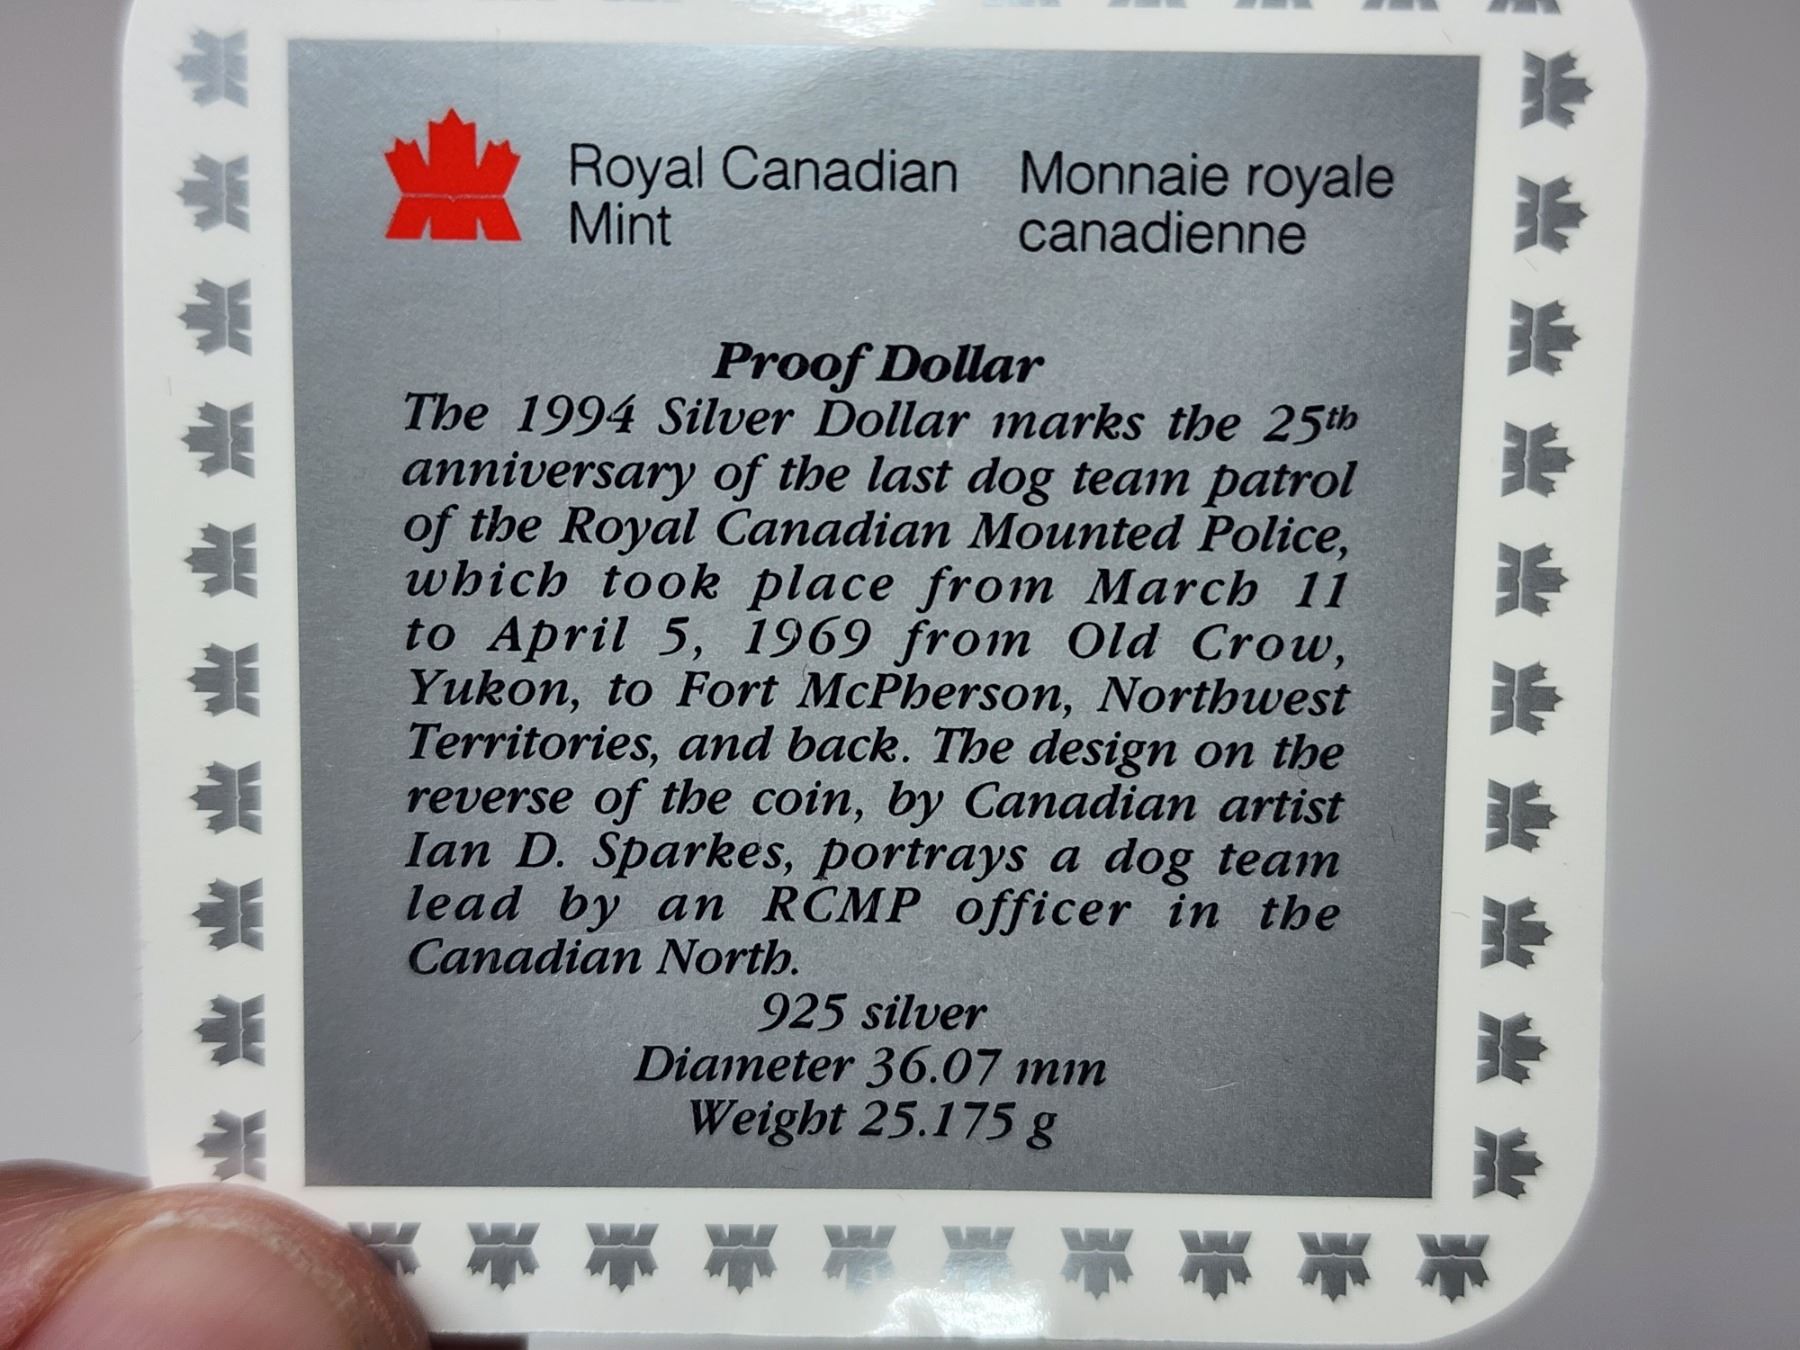 Royal Canadian Mint
Monnaie royale canadienne
Proof Dollar
The 1994 Silver Dollar marks the 25th
anniversary of the last dog team patrol
of the Royal Canadian Mounted Police,
which took place from March 11
to April 5, 1969 from Old Crow,
Yukon, to Fort McPherson, Northwest
Territories, and back. The design on the
reverse of the coin, by Canadian artist
Ian D. Sparkes, portrays a dog team
lead by an RCMP officer in the
Canadian North.
925 silver
Diameter 36.07 mm
Weight 25.175 g